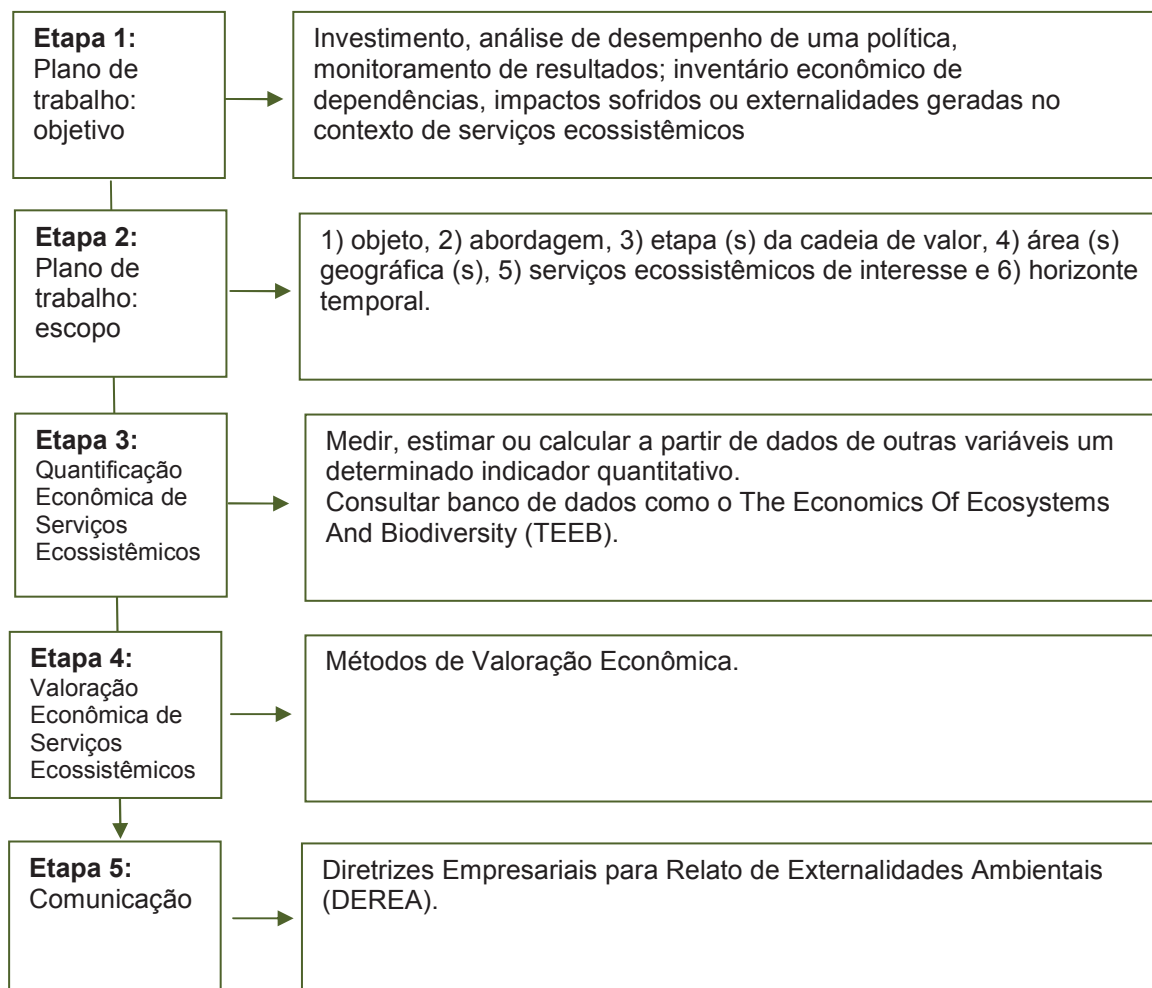 Etapa 1:
Plano de
trabalho:
objetivo
Investimento, análise de desempenho de uma política,
monitoramento de resultados; inventário econômico de
dependências, impactos sofridos ou externalidades geradas no
contexto de serviços ecossistêmicos
Etapa 2:
Plano de
trabalho:
escopo
1) objeto, 2) abordagem, 3) etapa (s) da cadeia de valor, 4) área (s)
geográfica (s), 5) serviços ecossistêmicos de interesse e 6) horizonte
temporal.
Etapa 3:
Quantificação
Econômica de
Serviços
Ecossistêmicos
Medir, estimar ou calcular a partir de dados de outras variáveis um
determinado indicador quantitativo.
Consultar banco de dados como o The Economics Of Ecosystems
And Biodiversity (TEEB).
Etapa 4:
Valoração
Econômica de
Serviços
Ecossistêmicos
Métodos de Valoração Econômica.
Etapa 5:
Comunicação
Diretrizes Empresariais para Relato de Externalidades Ambientais
(DEREA).